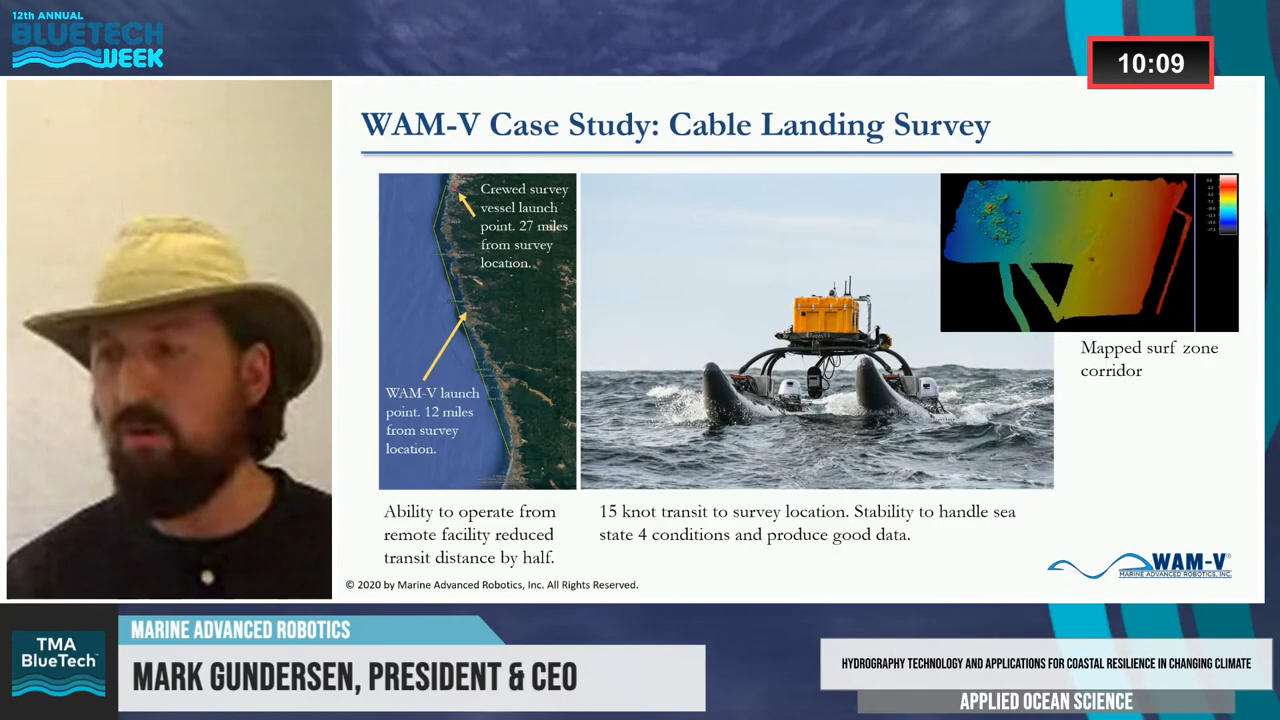 12th ANNUAL
BLUETECH
WEEK
10:09
WAM-V Case Study: Cable Landing Survey
Crewed survey
vessel launch
point. 27 miles
from survey
location.
WAM-V launch
point. 12 miles
from survey
location.
Mapped surf zone
corridor
Ability to operate from
remote facility reduced
transit distance by half.
15 knot transit to survey location. Stability to handle sea
state 4 conditions and produce good data.
WAM-V®
MARINE ADVANCED ROBOTICS, INC.
© 2020 by Marine Advanced Robotics, Inc. All Rights Reserved.
TMA
BlueTech™
MARINE ADVANCED ROBOTICS
MARK GUNDERSEN, PRESIDENT & CEO
HYDROGRAPHY TECHNOLOGY AND APPLICATIONS FOR COASTAL RESILIENCE IN CHANGING CLIMATE
APPLIED OCEAN SCIENCE